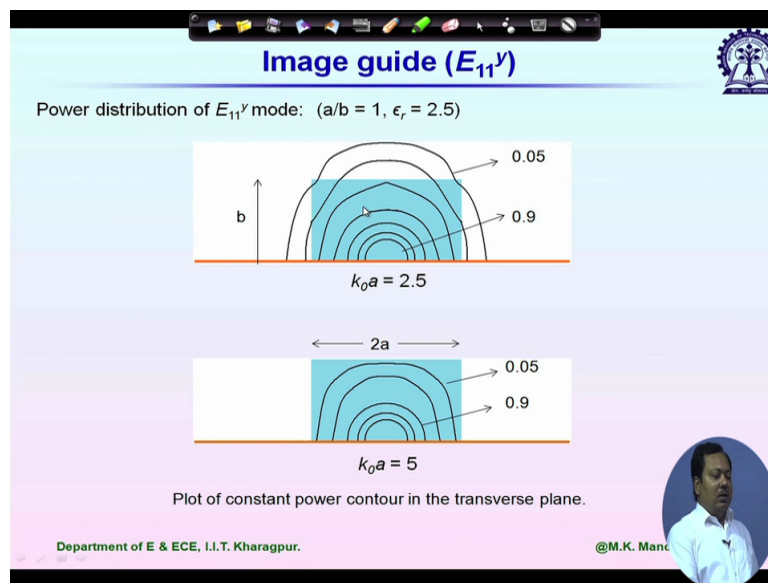 Image guide (E₁₁ʸ)
Power distribution of E₁₁ʸ mode: (a/b = 1, ϵᵣ = 2.5)
0.05
b
0.9
k₀a = 2.5
2a
0.05
0.9
k₀a = 5
Plot of constant power contour in the transverse plane.
Department of E & ECE, I.I.T. Kharagpur.
@M.K.